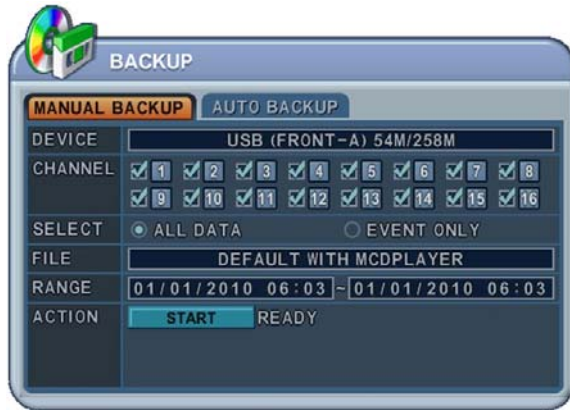 BACKUP
MANUAL BACKUP AUTO BACKUP
DEVICE USB (FRONT-A) 54M/258M
CHANNEL 1 2 3 4 5 6 7 8
9 10 11 12 13 14 15 16
SELECT ALL DATA EVENT ONLY
FILE DEFAULT WITH MCDPLAYER
RANGE 01/01/2010 06:03 ~ 01/01/2010 06:03
ACTION START READY